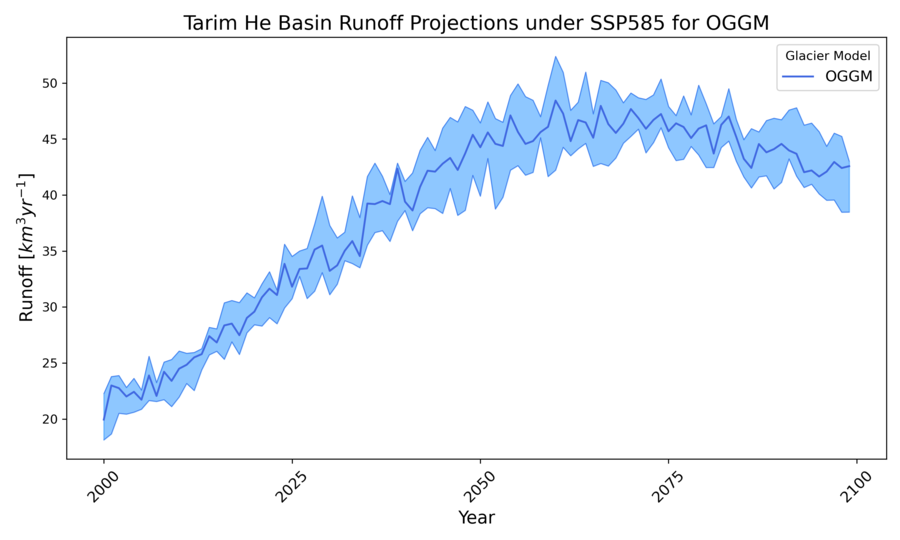 Tarim He Basin Runoff Projections under SSP585 for OGGM
Glacier Model
OGGM
50
45
40
35
30
25
20
Runoff [km³yr⁻¹]
2000
2025
2050
2075
2100
Year